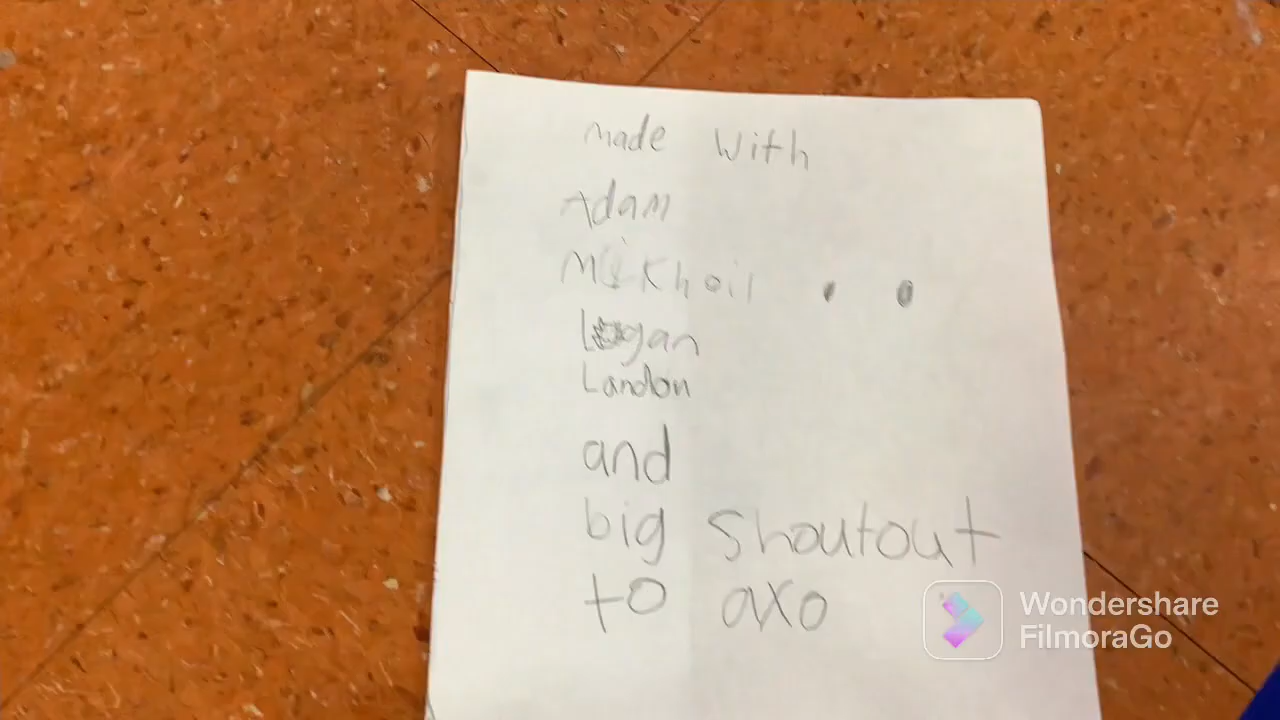 made with
Adam
Mikhail
Logan
Landon
and
big shoutout
to axo
Wondershare
FilmoraGo